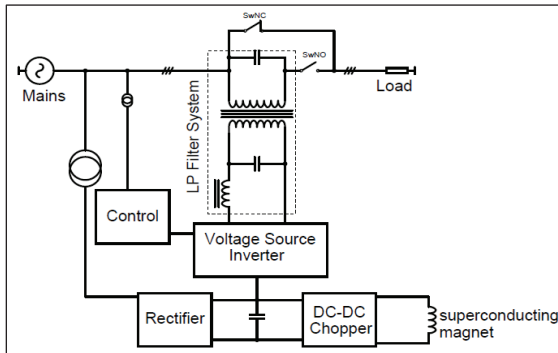 SwNC
SwNO
Mains
Load
LP Filter System
Control
Voltage Source
Inverter
Rectifier
DC-DC
Chopper
superconducting
magnet